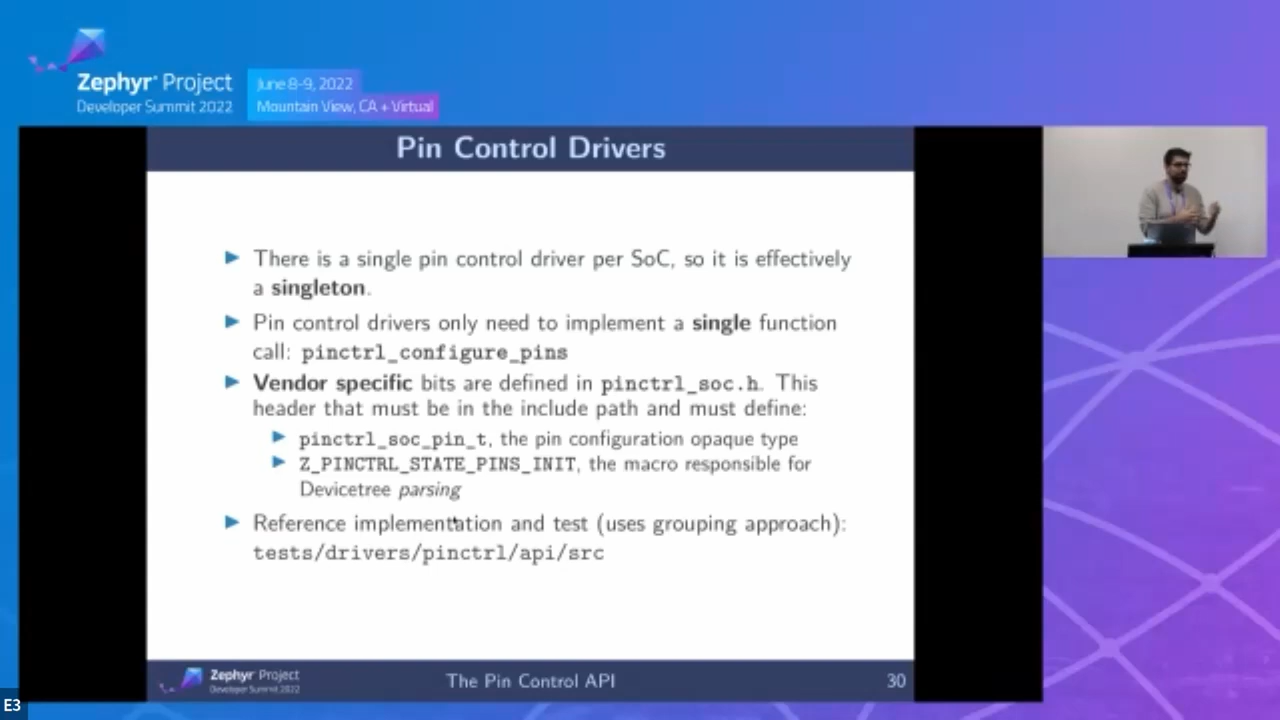 Zephyr® Project
Developer Summit 2022
June 8-9, 2022
Mountain View, CA + Virtual
Pin Control Drivers
There is a single pin control driver per SoC, so it is effectively
a singleton.
Pin control drivers only need to implement a single function
call: pinctrl_configure_pins
Vendor specific bits are defined in pinctrl_soc.h. This
header that must be in the include path and must define:
pinctrl_soc_pin_t, the pin configuration opaque type
Z_PINCTRL_STATE_PINS_INIT, the macro responsible for
Devicetree parsing
Reference implementation and test (uses grouping approach):
tests/drivers/pinctrl/api/src
Zephyr® Project
Developer Summit 2022
The Pin Control API
30
E3